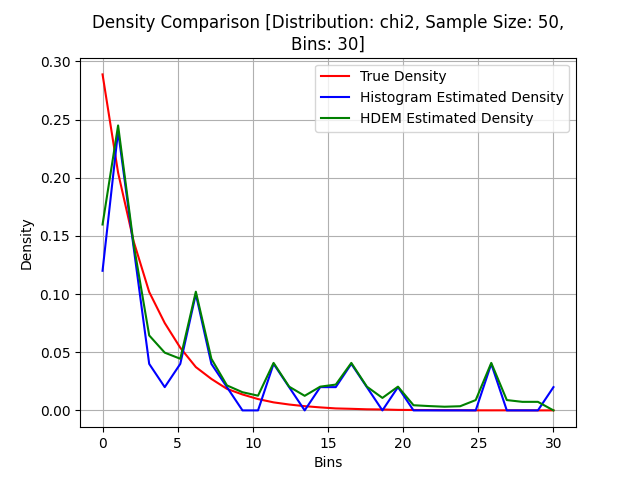 Density Comparison [Distribution: chi2, Sample Size: 50,
Bins: 30]
True Density
Histogram Estimated Density
HDEM Estimated Density
Density
0.30
0.25
0.20
0.15
0.10
0.05
0.00
0
5
10
15
20
25
30
Bins